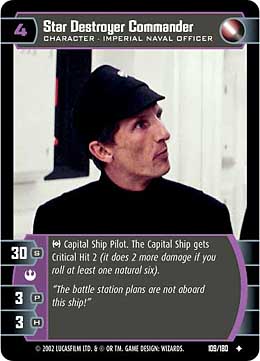 4
Star Destroyer Commander
CHARACTER - IMPERIAL NAVAL OFFICER
30 S
3 P
3 H
Capital Ship Pilot. The Capital Ship gets
Critical Hit 2 (it does 2 more damage if you
roll at least one natural six).
"The battle station plans are not aboard
this ship!"
© 2002 LUCASFILM LTD. & ® OR TM. GAME DESIGN: WIZARDS.
109/180